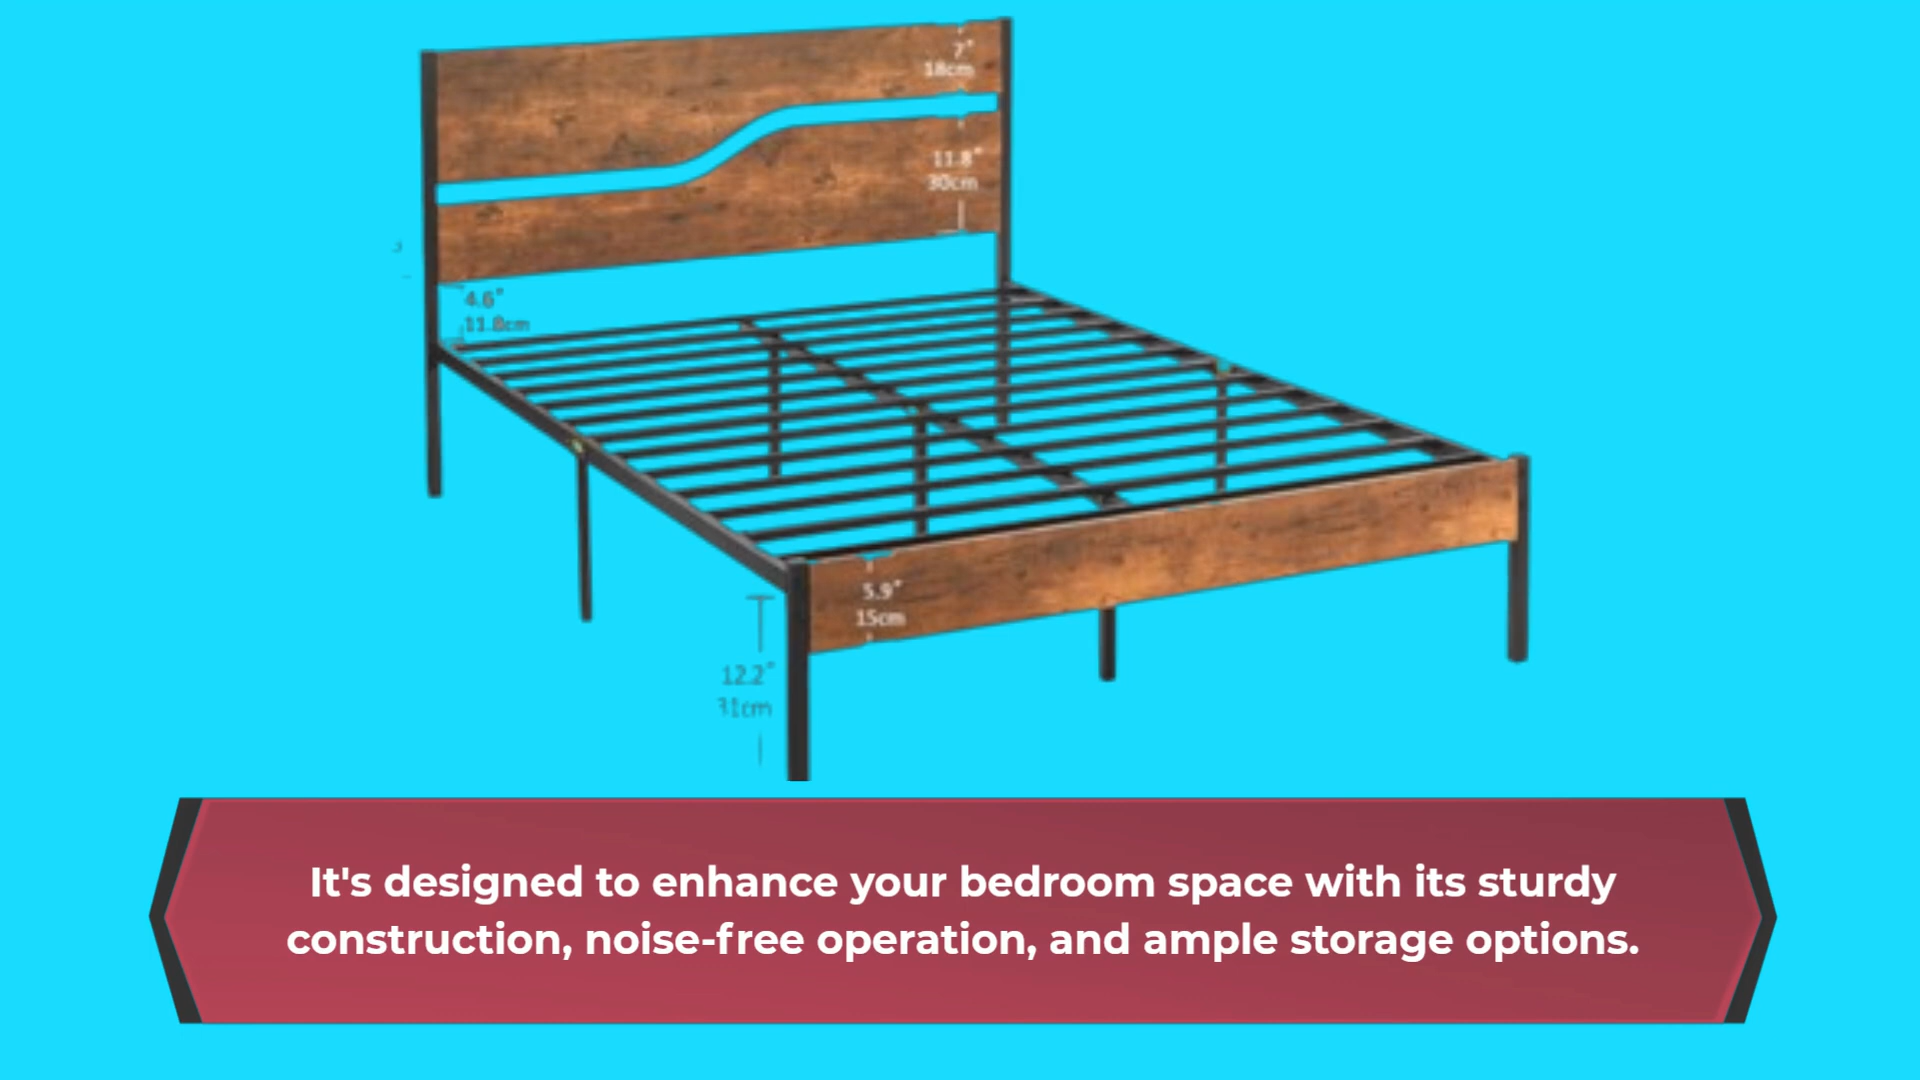 7"
18cm
11.8"
30cm
4.6"
11.8cm
5.9"
15cm
12.2"
31cm
It's designed to enhance your bedroom space with its sturdy
construction, noise-free operation, and ample storage options.